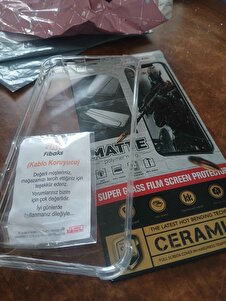 Fibaks
(Kablo Koruyucu)
Değerli müşterimiz,
mağazamızı tercih ettiğiniz için
teşekkür ederiz.
Yorumlarınız bizim
için çok değerlidir.
İyi günlerde
kullanmanız dileğiyle...
MATTE
SUPER GLASS FILM SCREEN PROTECTOR
THE LATEST HOT BENDING TECHN
CERAMI